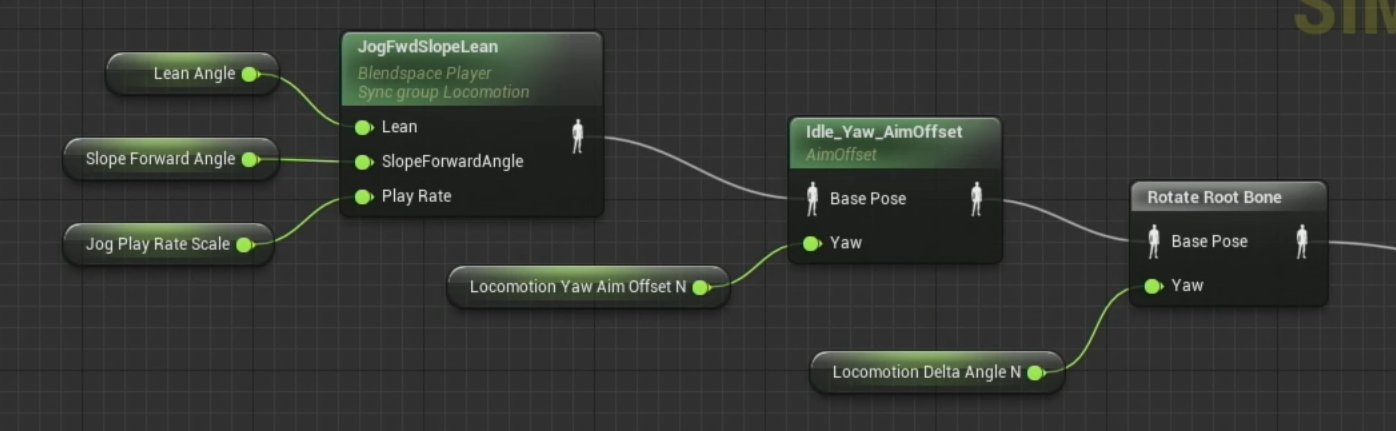 SIM
JogFwdSlopeLean
Blendspace Player
Sync group Locomotion
Lean Angle
Lean
Slope Forward Angle
SlopeForwardAngle
Jog Play Rate Scale
Play Rate
Idle_Yaw_AimOffset
AimOffset
Base Pose
Yaw
Locomotion Yaw Aim Offset N
Rotate Root Bone
Base Pose
Yaw
Locomotion Delta Angle N